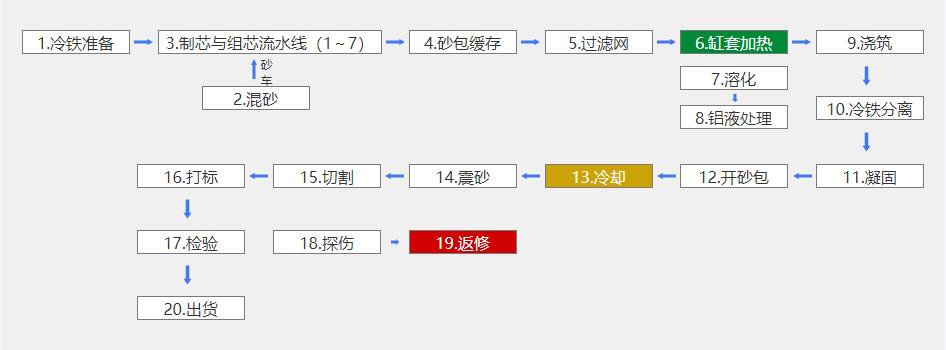 1.冷铁准备
3.制芯与组芯流水线（1～7）
4.砂包缓存
5.过滤网
6.缸套加热
9.浇筑
砂
车
2.混砂
7.溶化
8.铝液处理
10.冷铁分离
16.打标
15.切割
14.震砂
13.冷却
12.开砂包
11.凝固
17.检验
18.探伤
19.返修
20.出货